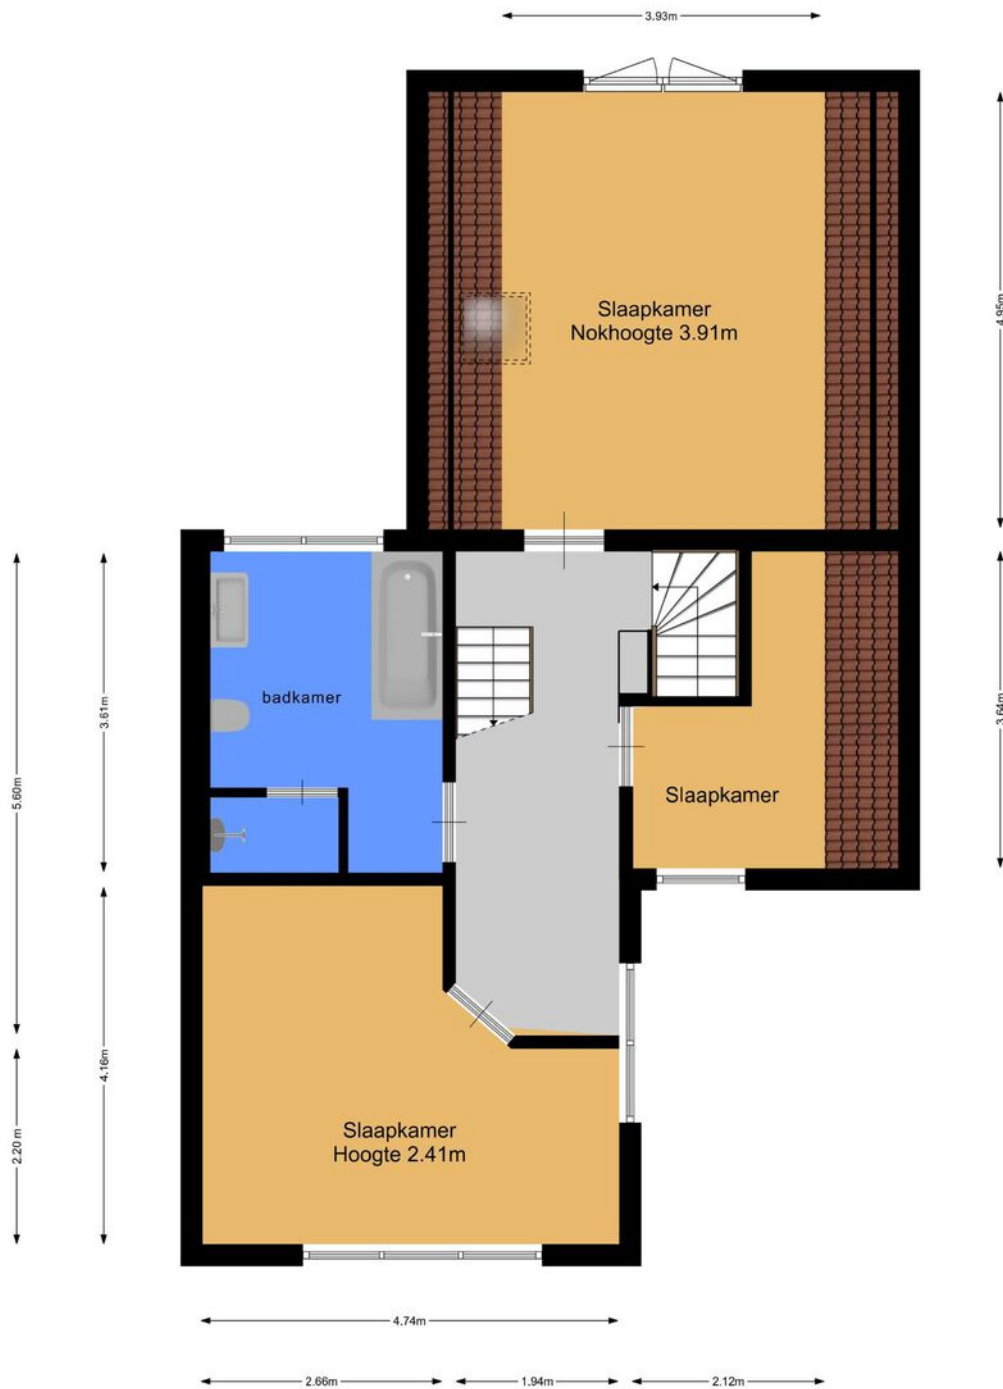 3.93m
4.95m
Slaapkamer
Nokhoogte 3.91m
badkamer
3.61m
5.60m
3.64m
Slaapkamer
4.16m
2.20 m
Slaapkamer
Hoogte 2.41m
4.74m
2.66m
1.94m
2.12m